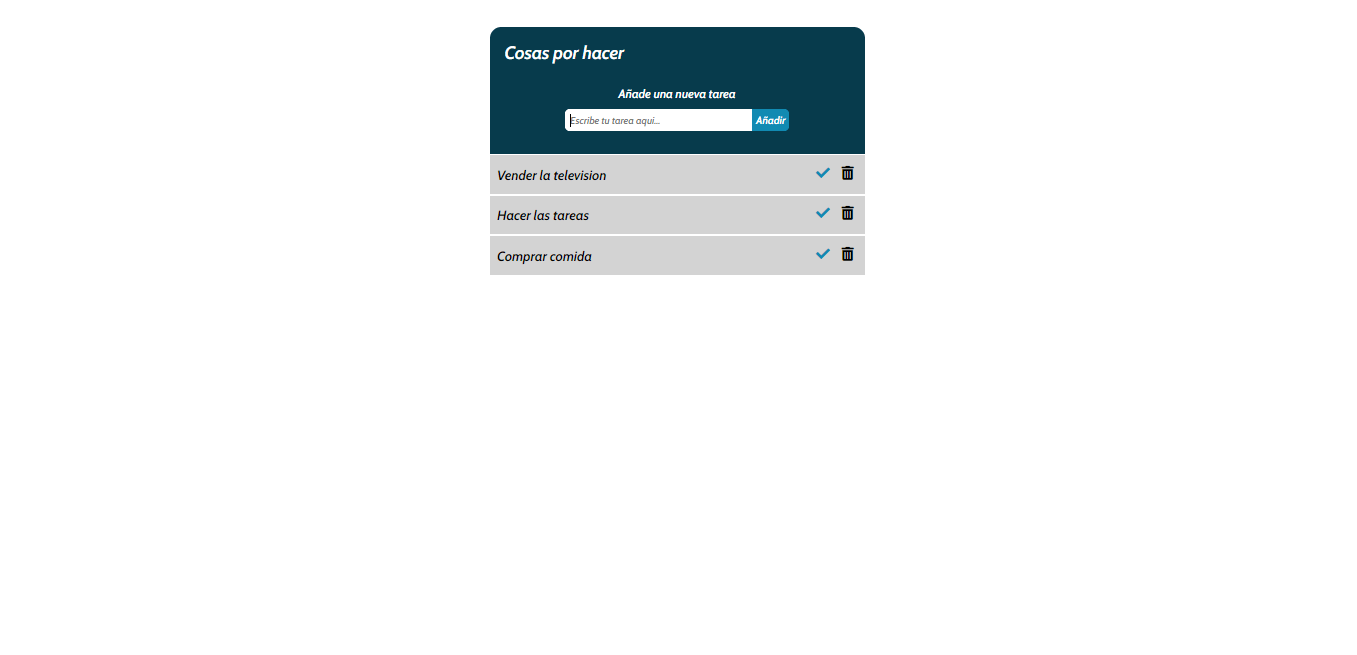 Cosas por hacer
Añade una nueva tarea
Escribe tu tarea aqui...
Añadir
Vender la television
Hacer las tareas
Comprar comida